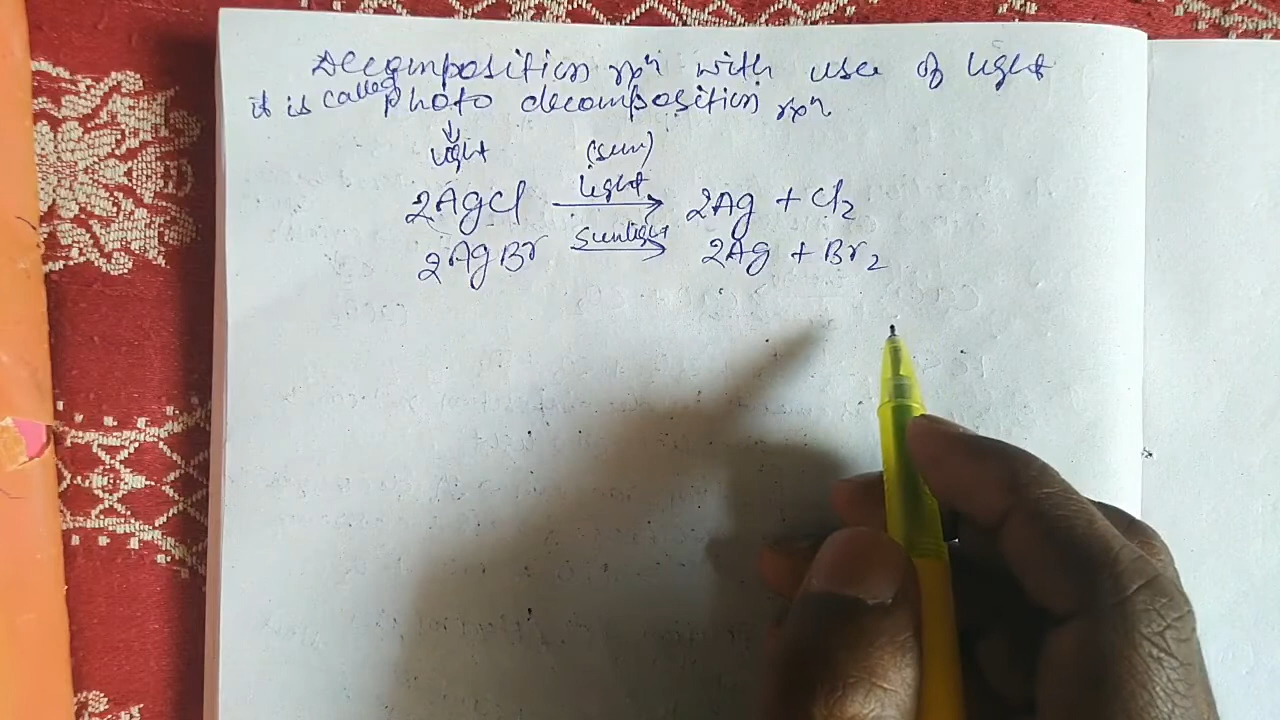 Decomposition rxn with use of light
it is called photo decomposition rxn
↓
light
(sun)
light
2AgCl → 2Ag + Cl2
sunlight
2AgBr → 2Ag + Br2